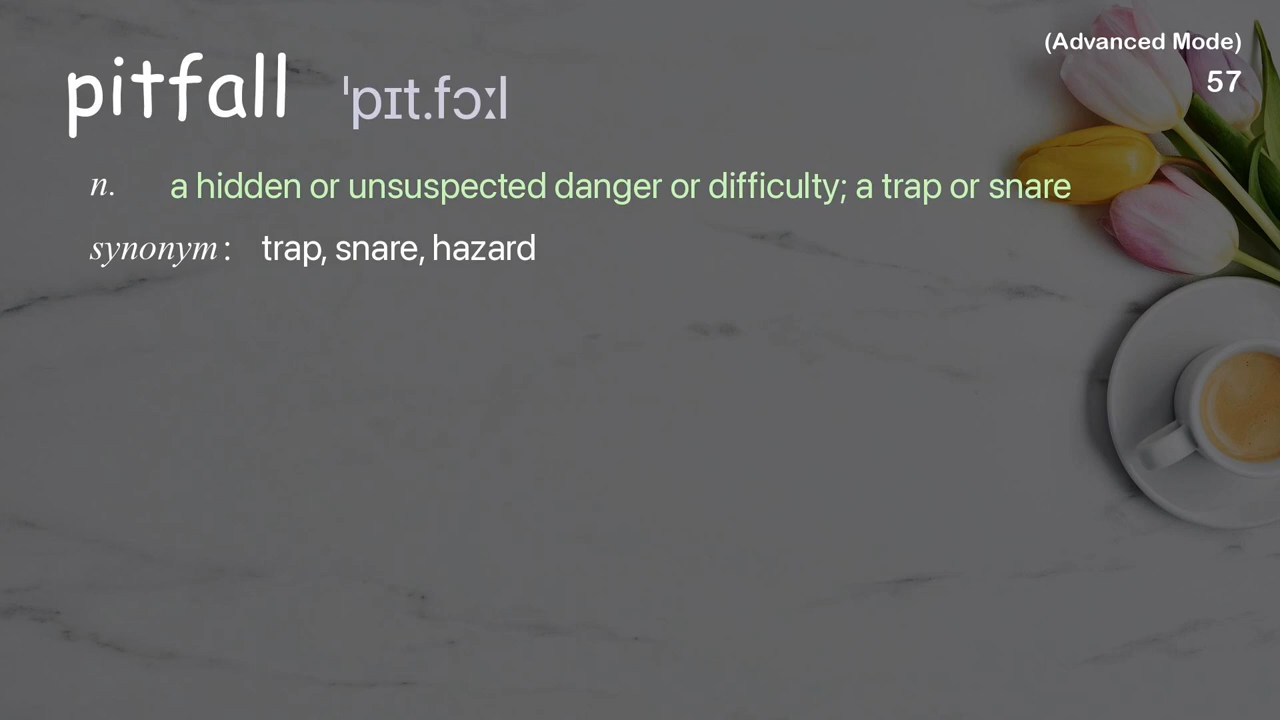 (Advanced Mode)
57
pitfall ˈpɪt.fɔːl
n. a hidden or unsuspected danger or difficulty; a trap or snare
synonym: trap, snare, hazard